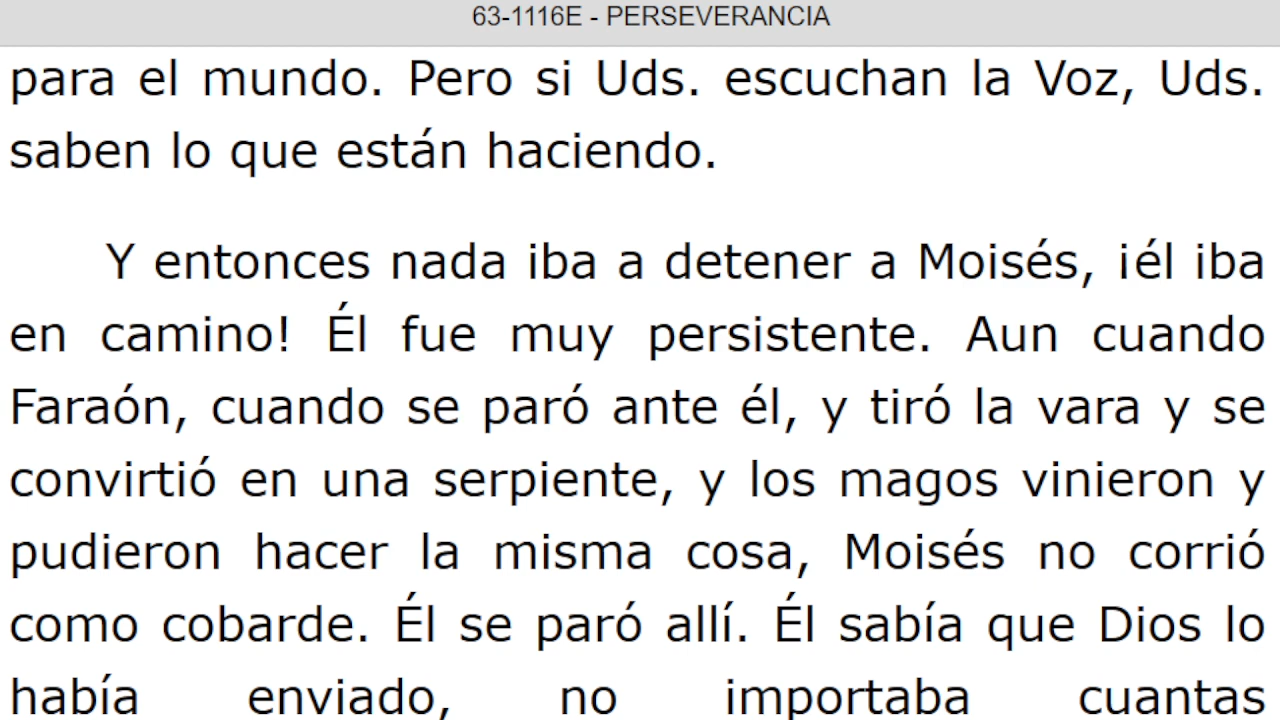 63-1116E - PERSEVERANCIA
para el mundo. Pero si Uds. escuchan la Voz, Uds.
saben lo que están haciendo.
Y entonces nada iba a detener a Moisés, ¡él iba
en camino! Él fue muy persistente. Aun cuando
Faraón, cuando se paró ante él, y tiró la vara y se
convirtió en una serpiente, y los magos vinieron y
pudieron hacer la misma cosa, Moisés no corrió
como cobarde. Él se paró allí. Él sabía que Dios lo
había enviado, no importaba cuantas